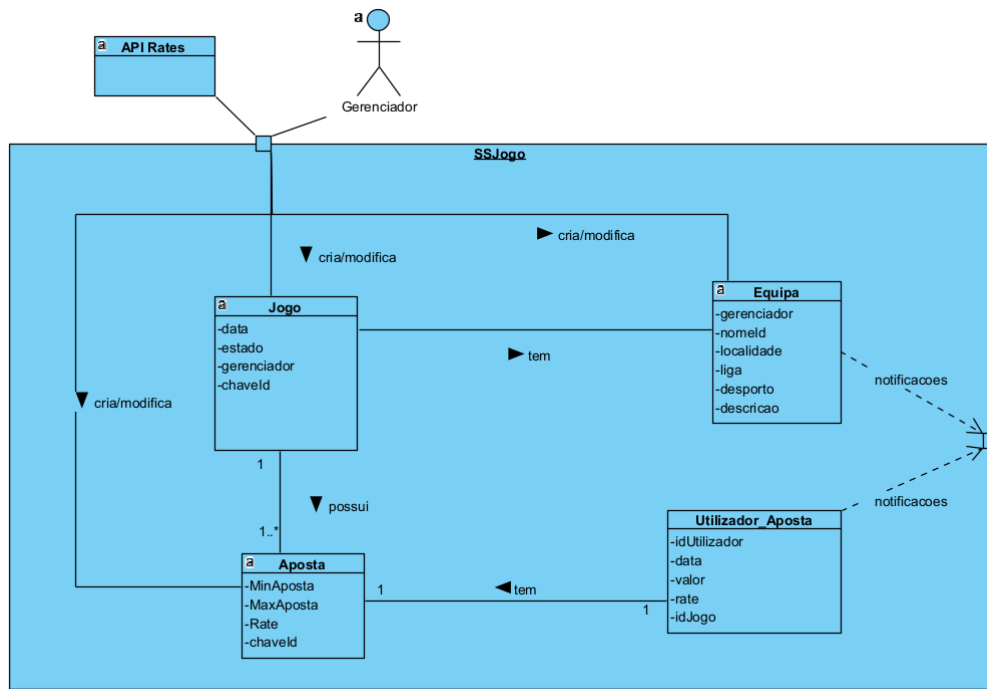 a
API Rates
a
Gerenciador
SSJogo
cria/modifica
cria/modifica
cria/modifica
a
Jogo
-data
-estado
-gerenciador
-chaveId
tem
a
Equipa
-gerenciador
-nomeId
-localidade
-liga
-desporto
-descricao
notificacoes
notificacoes
1
possui
1..*
a
Aposta
-MinAposta
-MaxAposta
-Rate
-chaveId
1
tem
1
Utilizador_Aposta
-idUtilizador
-data
-valor
-rate
-idJogo